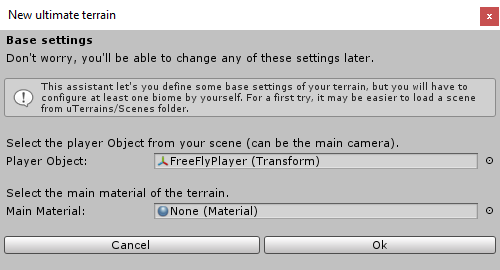 New ultimate terrain
x
Base settings
Don't worry, you'll be able to change any of these settings later.
This assistant let's you define some base settings of your terrain, but you will have to
configure at least one biome by yourself. For a first try, it may be easier to load a scene
from uTerrains/Scenes folder.
Select the player Object from your scene (can be the main camera).
Player Object: FreeFlyPlayer (Transform)
Select the main material of the terrain.
Main Material: None (Material)
Cancel Ok